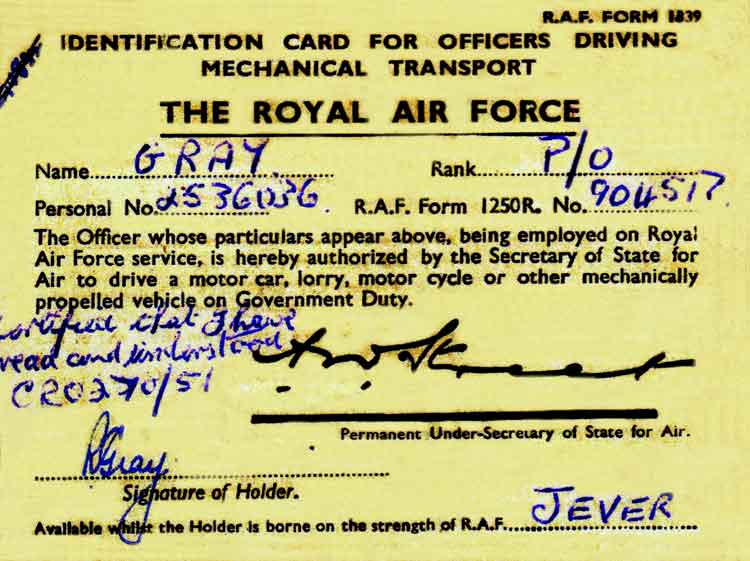 R.A.F. FORM 1839
IDENTIFICATION CARD FOR OFFICERS DRIVING
MECHANICAL TRANSPORT
THE ROYAL AIR FORCE
Name..... GRAY Rank..... P/O
Personal No. 2536036 R.A.F. Form 1250R. No. 904517.
The Officer whose particulars appear above, being employed on Royal
Air Force service, is hereby authorized by the Secretary of State for
Air to drive a motor car, lorry, motor cycle or other mechanically
propelled vehicle on Government Duty.
Certified that I have
read and understood
CRO270/51
Permanent Under-Secretary of State for Air.
Gray
Signature of Holder.
Available whilst the Holder is borne on the strength of R.A.F..... JEVER